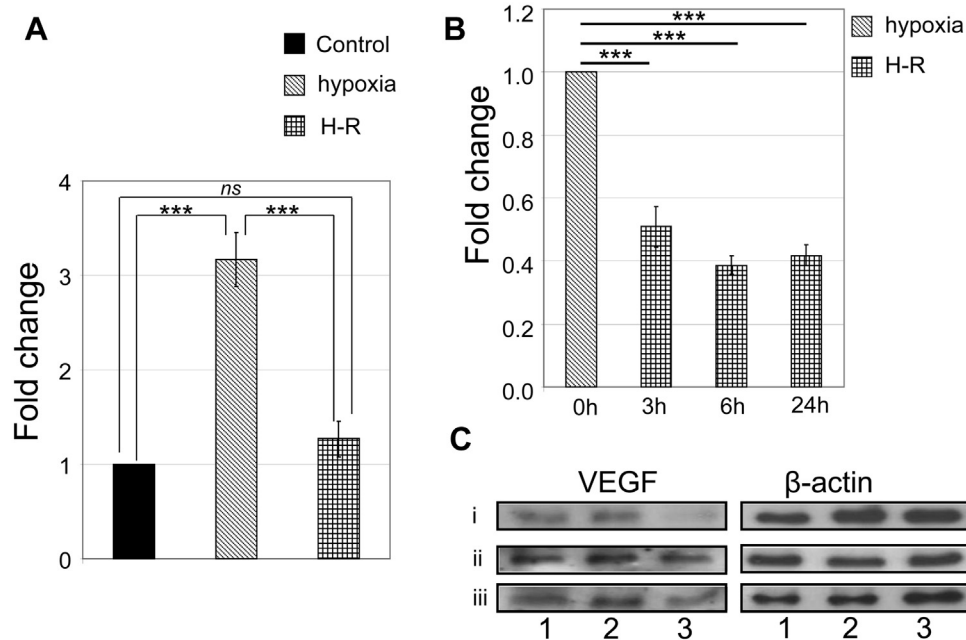 A
Control
hypoxia
H-R
Fold change
4
3
2
1
0
ns
***
***
B
hypoxia
H-R
Fold change
1.2
1.0
0.8
0.6
0.4
0.2
0.0
***
***
***
0h 3h 6h 24h
C
VEGF β-actin
i
ii
iii
1 2 3 1 2 3